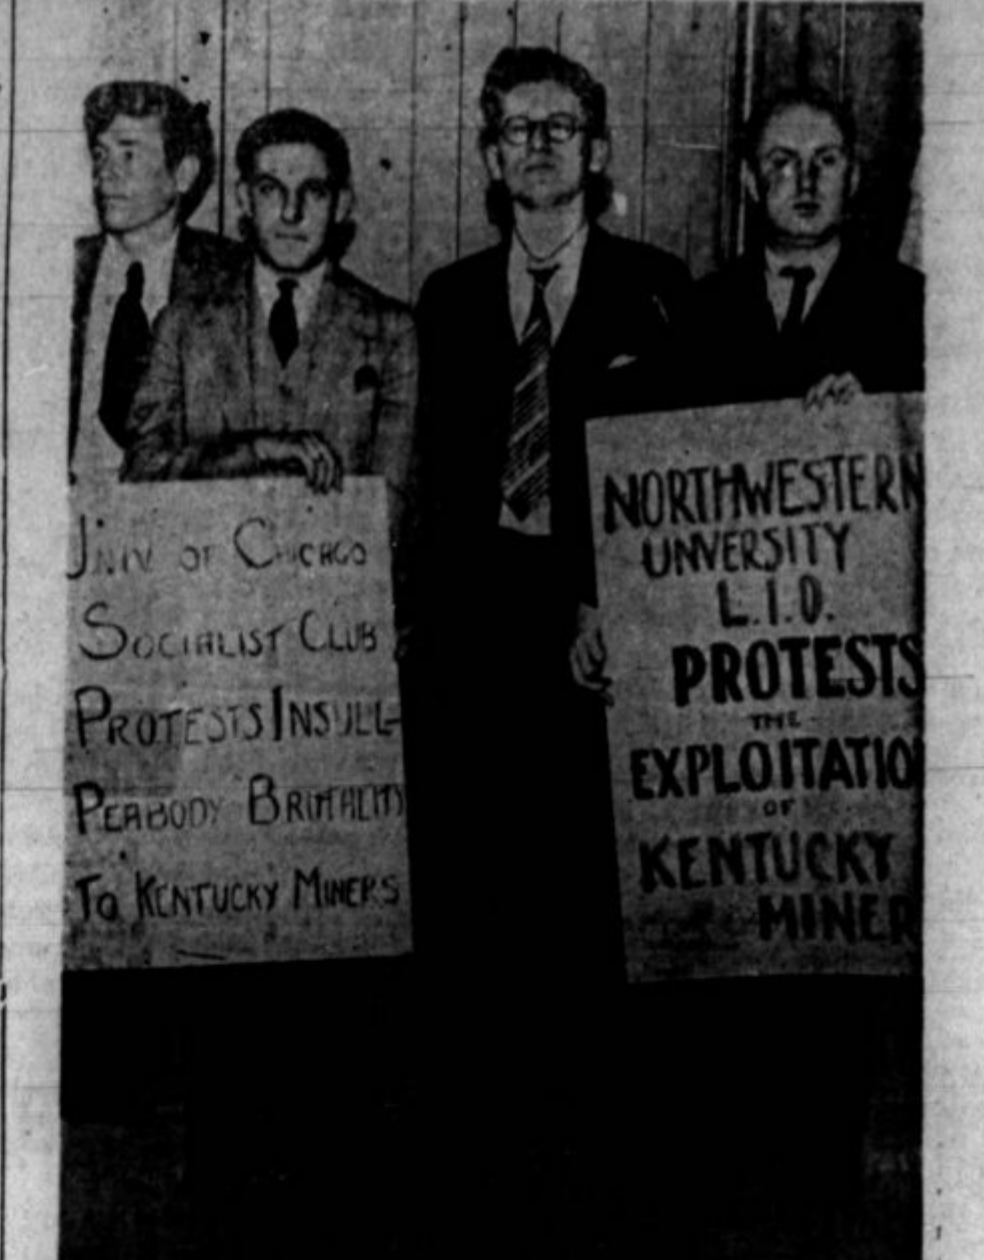 UNIV OF CHICAGO
SOCIALIST CLUB
PROTESTS INSULL-
PEABODY BRUTALITY
TO KENTUCKY MINERS
NORTHWESTERN
UNVERSITY
L.I.D.
PROTESTS
THE
EXPLOITATIO
OF
KENTUCKY
MINER